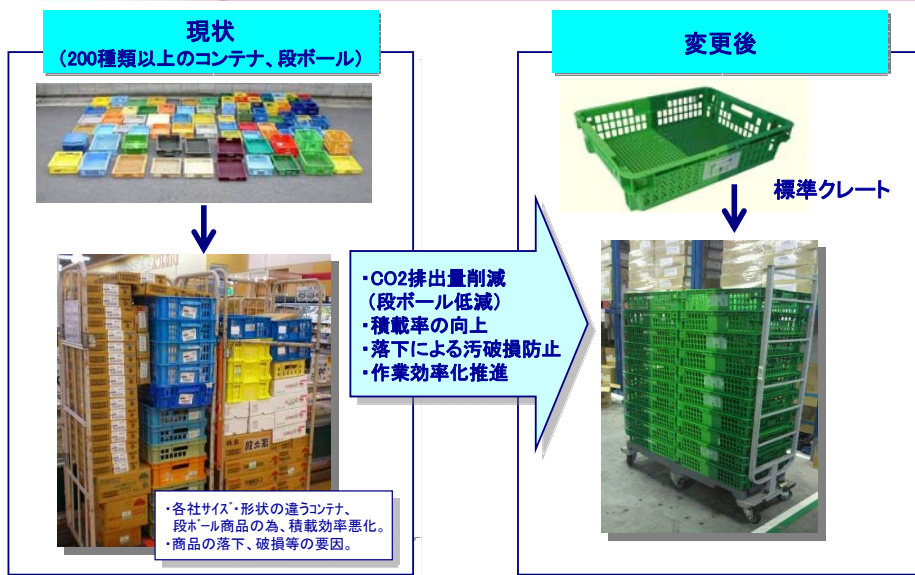 現状
(200種類以上のコンテナ、段ボール)
変更後
標準クレート
・CO2排出量削減
(段ボール低減)
・積載率の向上
・落下による汚破損防止
・作業効率化推進
・各社サイズ・形状の違うコンテナ、
段ボール商品の為、積載効率悪化。
・商品の落下、破損等の要因。